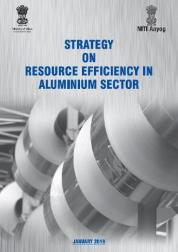 NITI Aayog
STRATEGY
ON
RESOURCE EFFICIENCY IN
ALUMINIUM SECTOR
JANUARY 2019